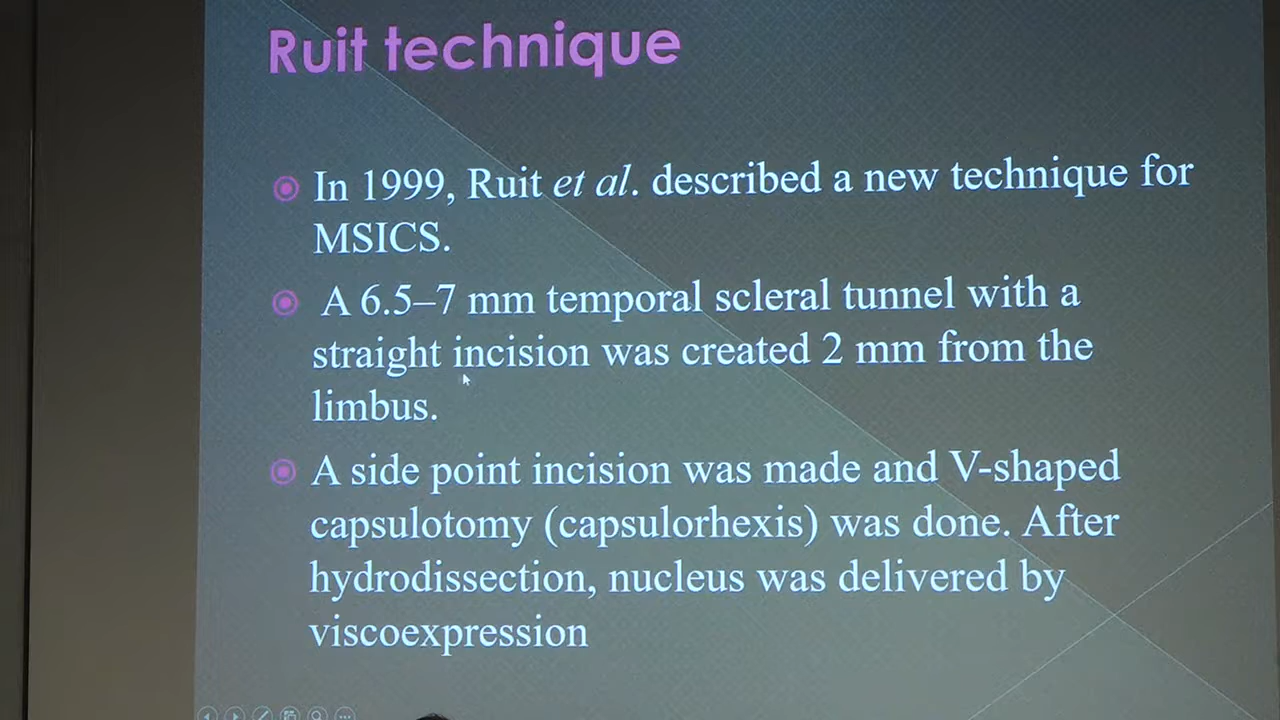 Ruit technique
In 1999, Ruit et al. described a new technique for
MSICS.
A 6.5–7 mm temporal scleral tunnel with a
straight incision was created 2 mm from the
limbus.
A side point incision was made and V-shaped
capsulotomy (capsulorhexis) was done. After
hydrodissection, nucleus was delivered by
viscoexpression